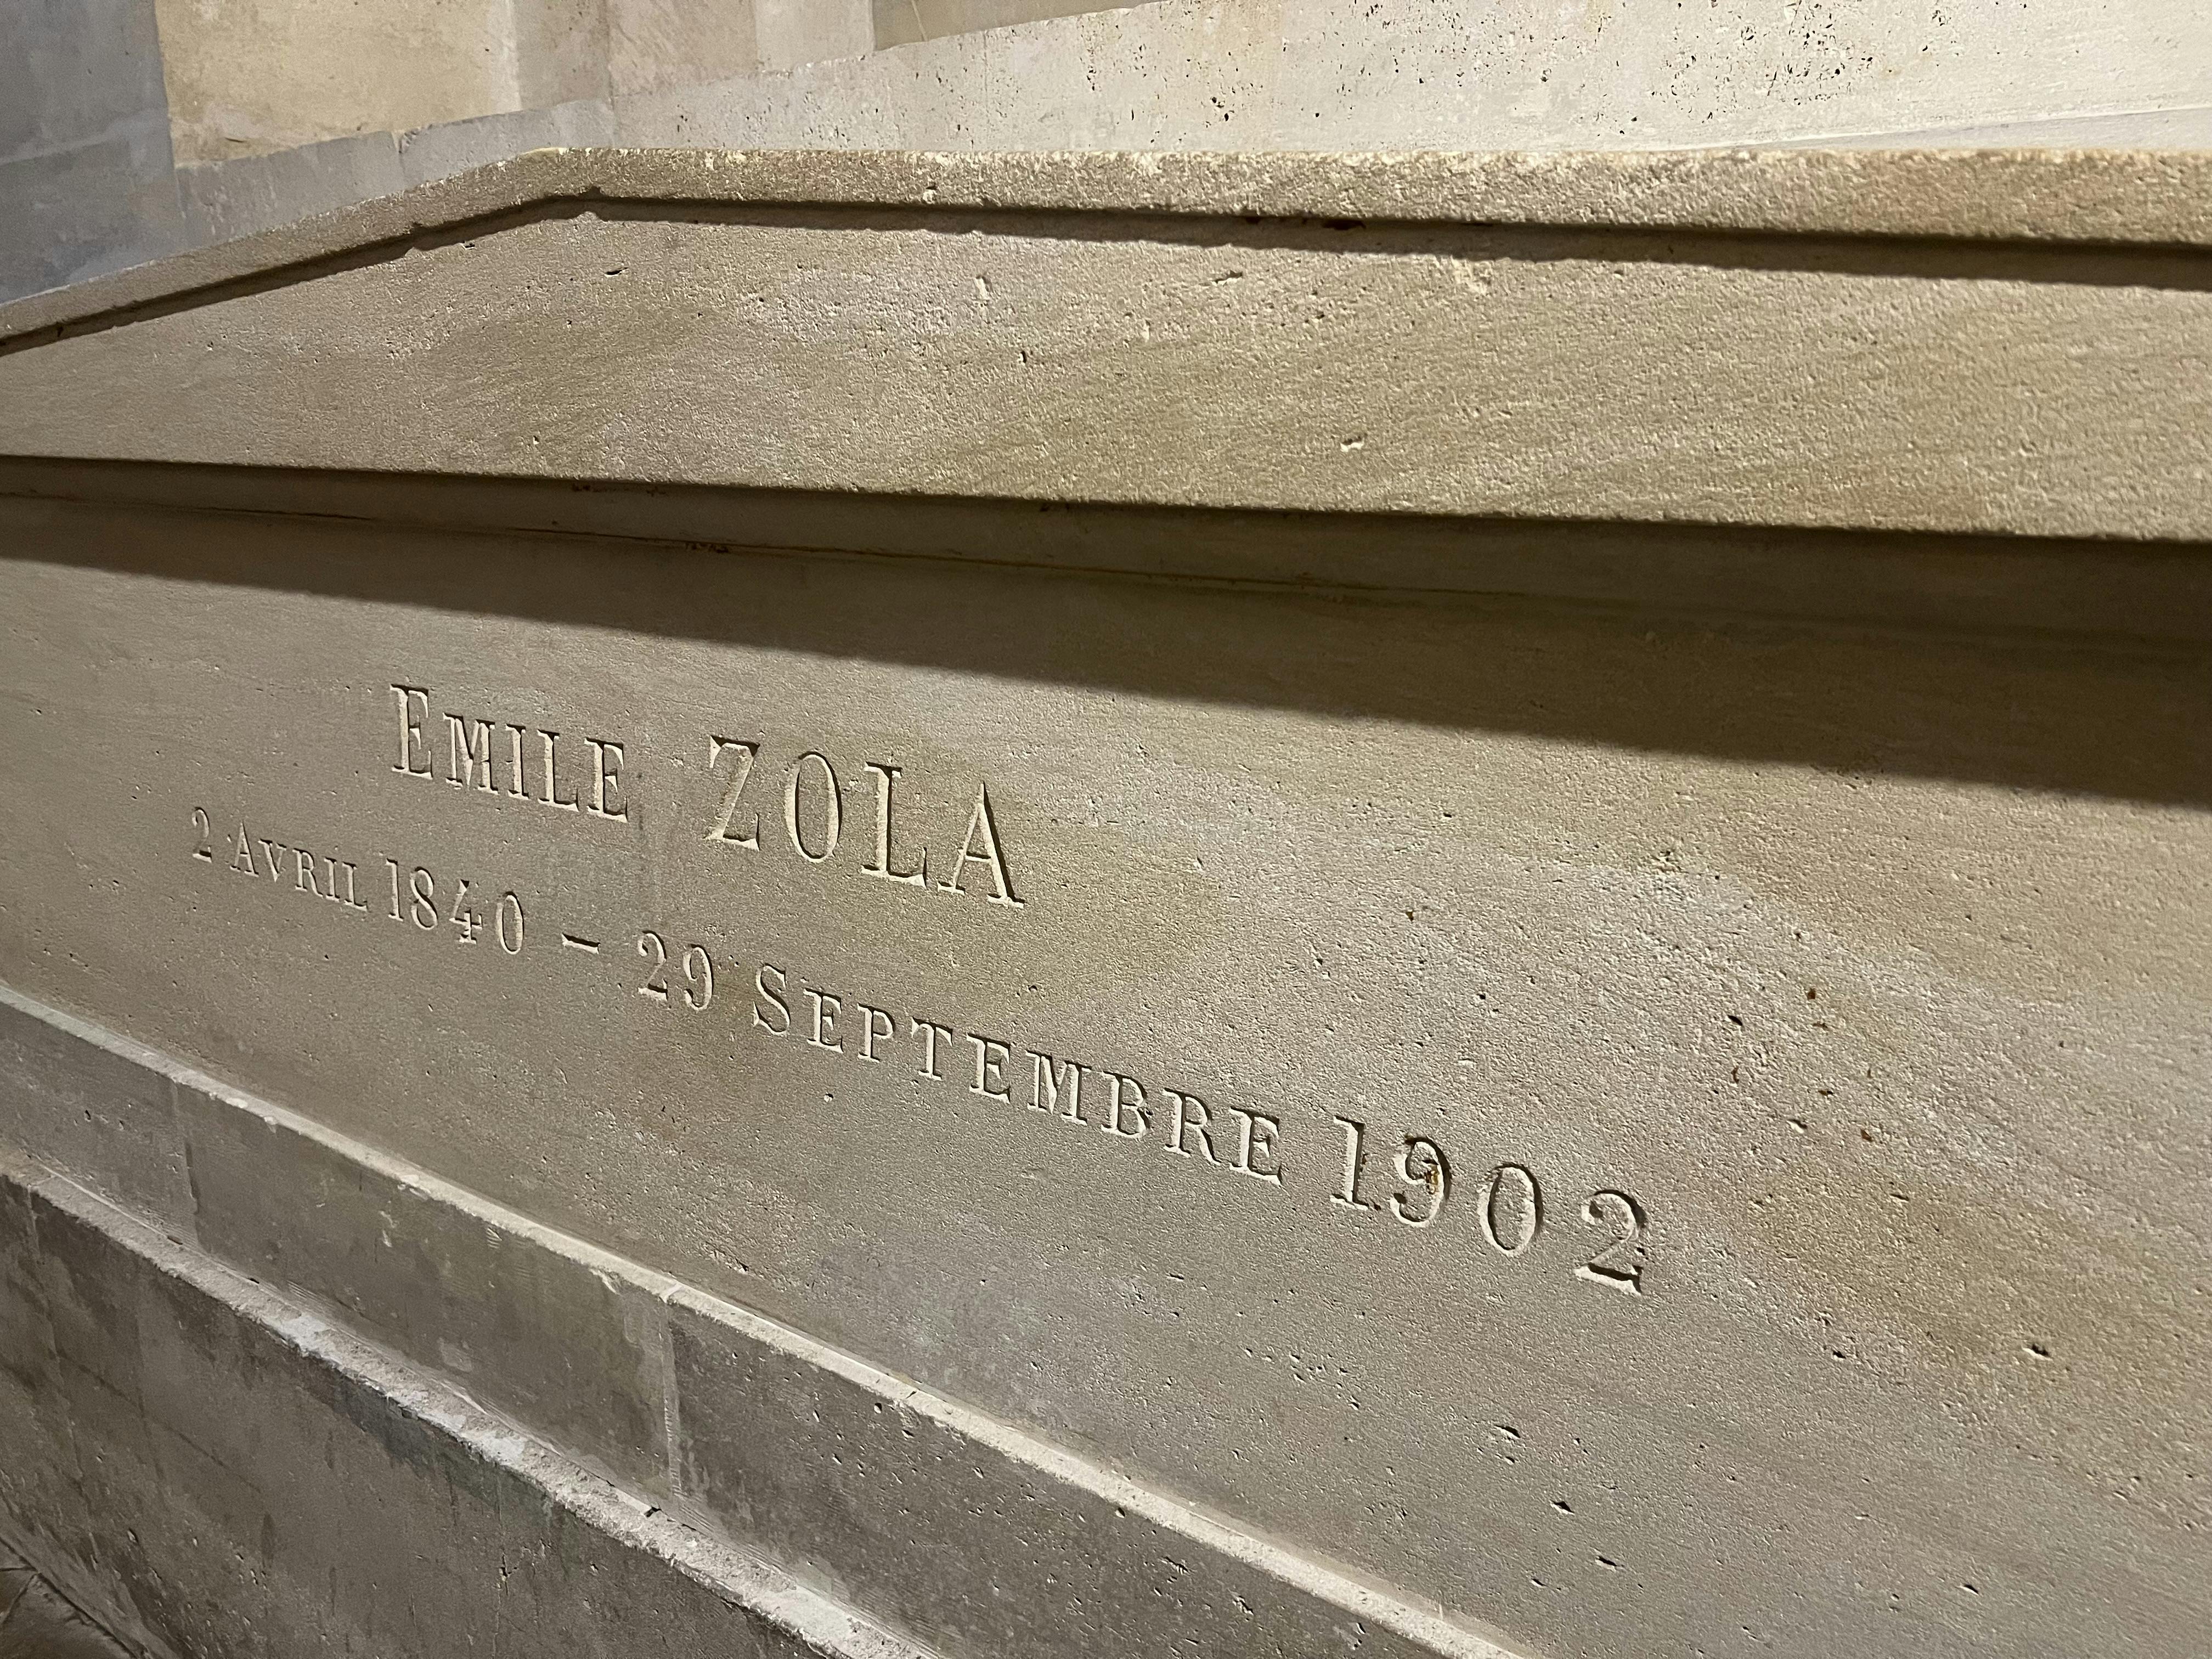 EMILE ZOLA
2 AVRIL 1840 – 29 SEPTEMBRE 1902